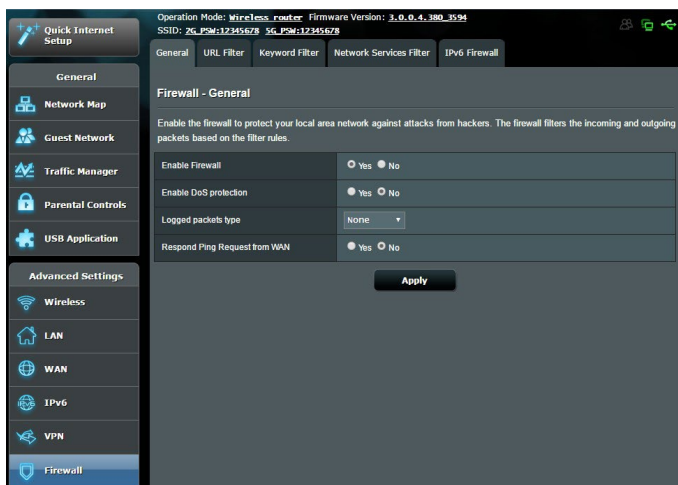 Quick Internet
Setup
Operation Mode: Wireless router Firmware Version: 3.0.0.4.380_3594
SSID: 2G_PSW:12345678 5G_PSW:12345678
General URL Filter Keyword Filter Network Services Filter IPv6 Firewall
General
Network Map
Guest Network
Traffic Manager
Parental Controls
USB Application
Advanced Settings
Wireless
LAN
WAN
IPv6
VPN
Firewall
Firewall - General
Enable the firewall to protect your local area network against attacks from hackers. The firewall filters the incoming and outgoing
packets based on the filter rules.
Enable Firewall Yes No
Enable DoS protection Yes No
Logged packets type None
Respond Ping Request from WAN Yes No
Apply